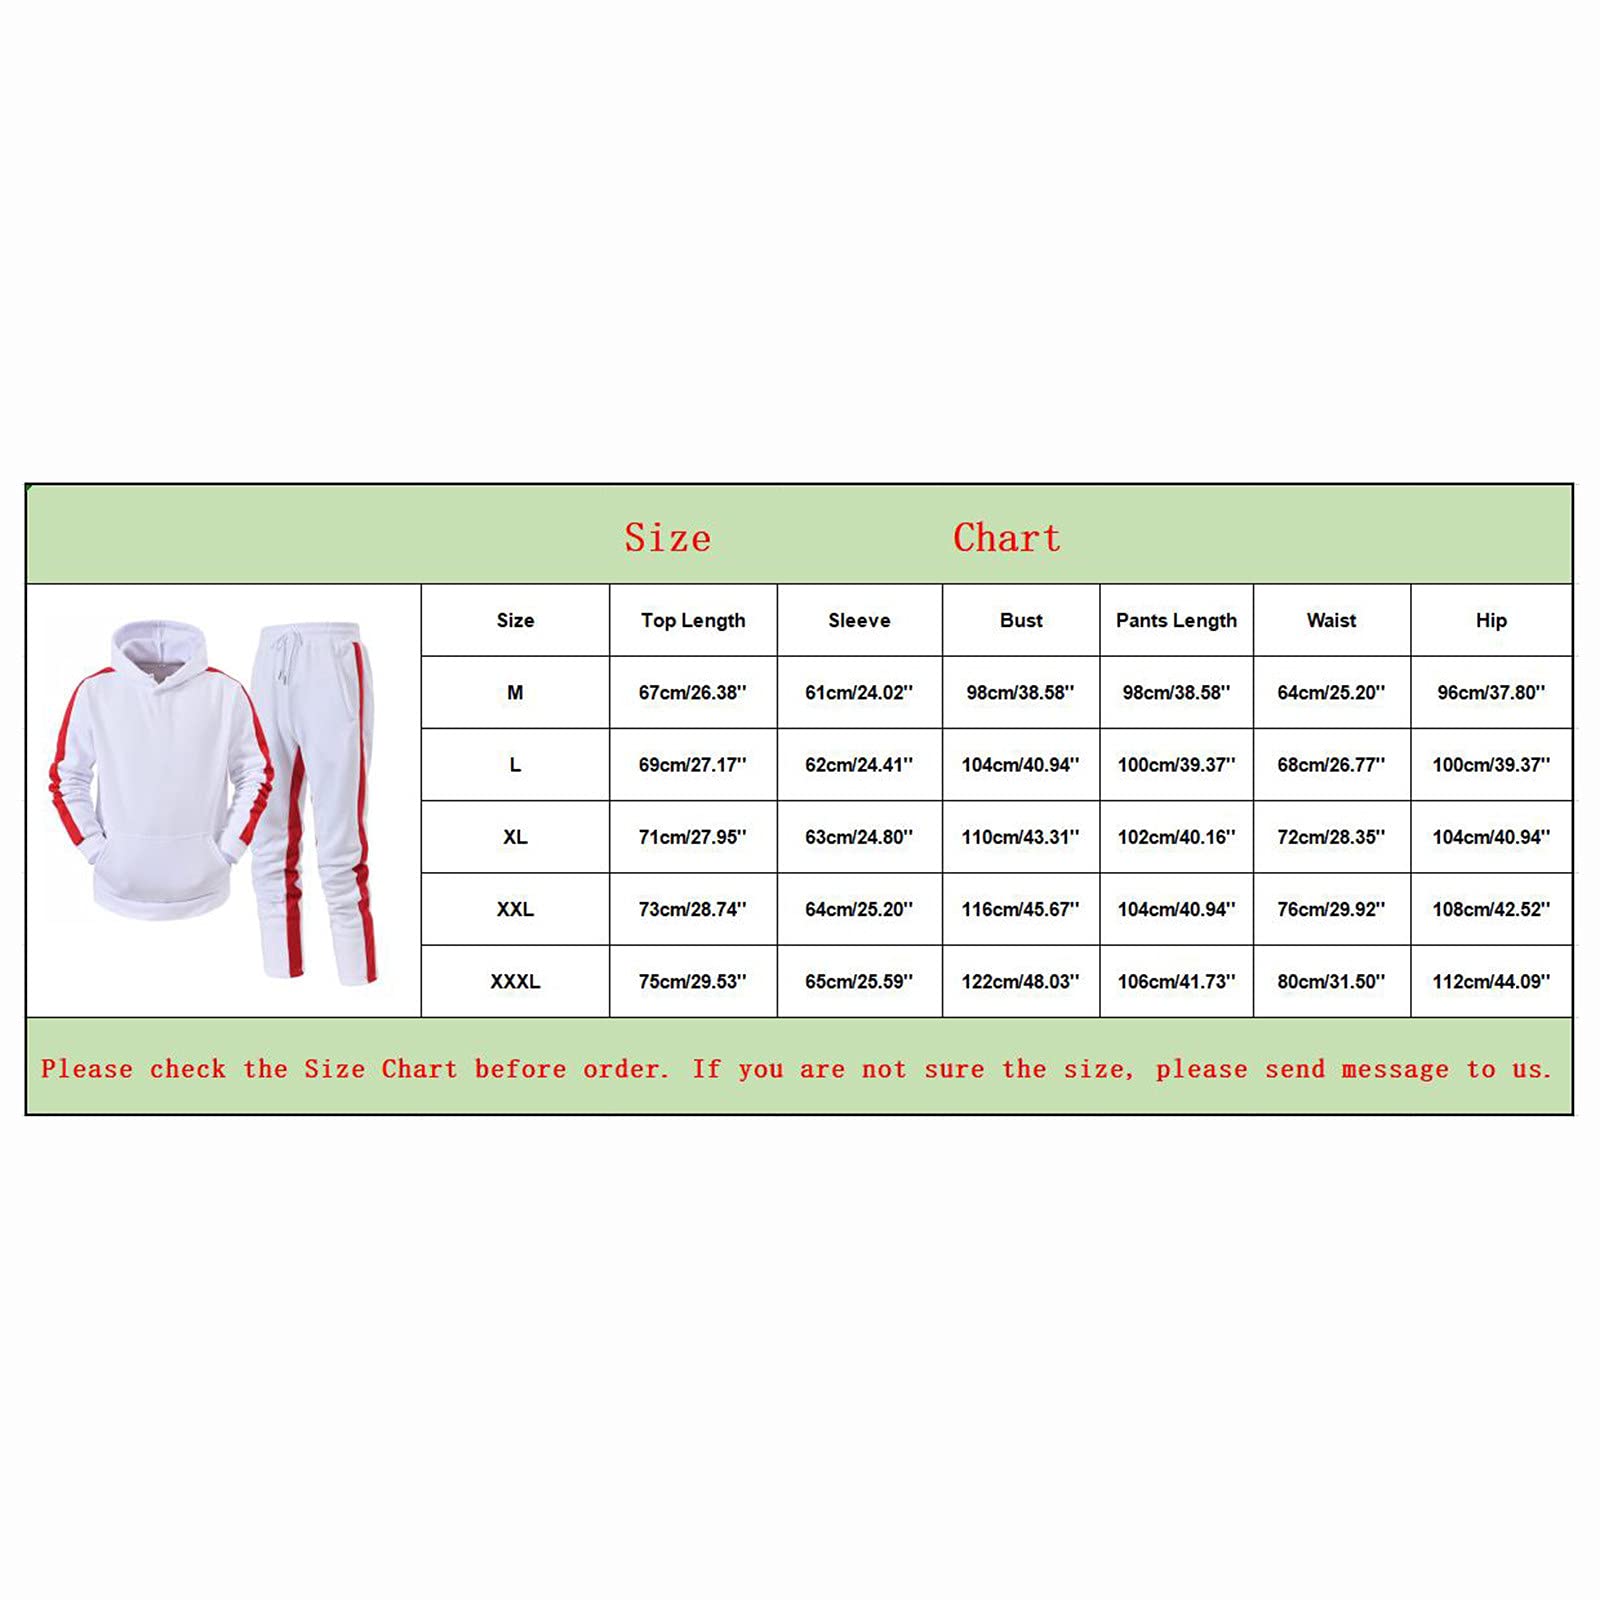 Size Chart
Size Top Length Sleeve Bust Pants Length Waist Hip
M 67cm/26.38'' 61cm/24.02'' 98cm/38.58'' 98cm/38.58'' 64cm/25.20'' 96cm/37.80''
L 69cm/27.17'' 62cm/24.41'' 104cm/40.94'' 100cm/39.37'' 68cm/26.77'' 100cm/39.37''
XL 71cm/27.95'' 63cm/24.80'' 110cm/43.31'' 102cm/40.16'' 72cm/28.35'' 104cm/40.94''
XXL 73cm/28.74'' 64cm/25.20'' 116cm/45.67'' 104cm/40.94'' 76cm/29.92'' 108cm/42.52''
XXXL 75cm/29.53'' 65cm/25.59'' 122cm/48.03'' 106cm/41.73'' 80cm/31.50'' 112cm/44.09''
Please check the Size Chart before order. If you are not sure the size, please send message to us.